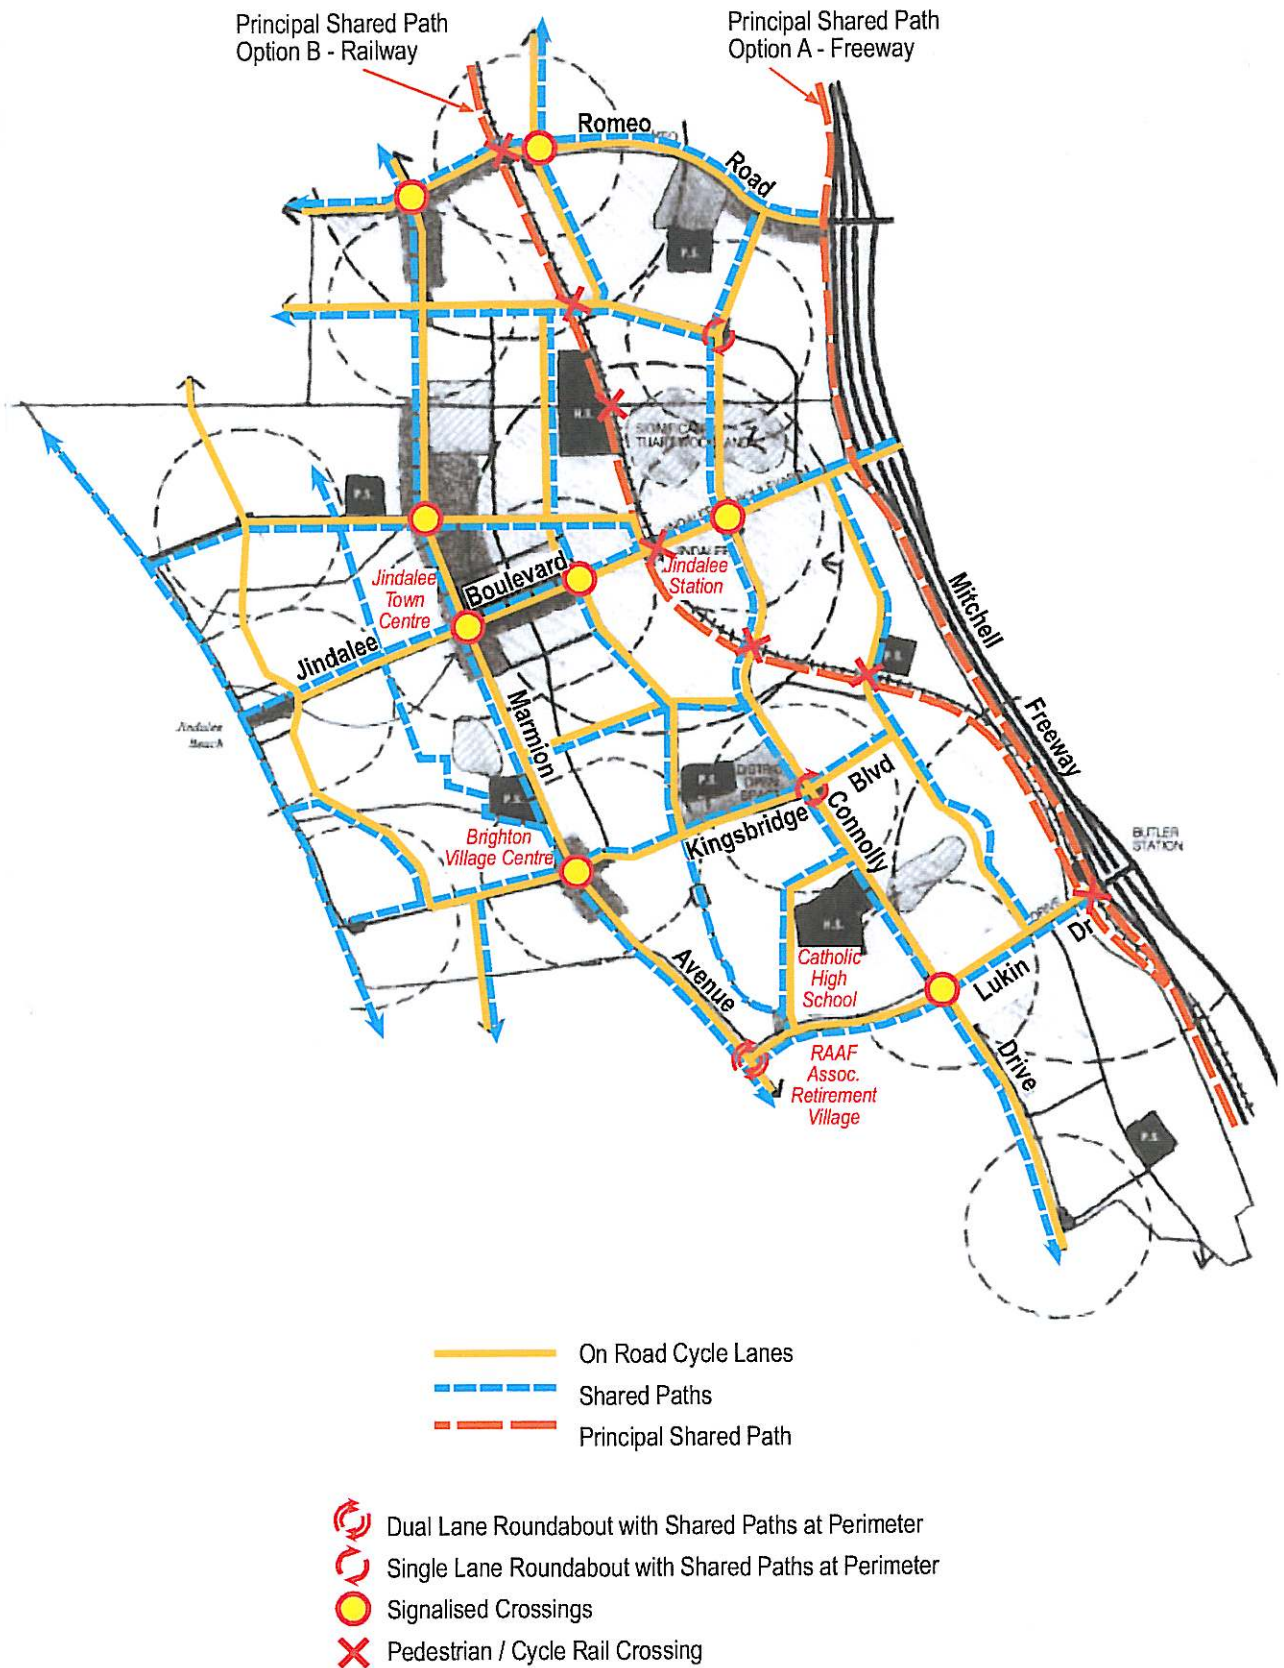 Principal Shared Path
Option B - Railway
Principal Shared Path
Option A - Freeway
Romeo
Road
P.S.
H.S.
P.S.
Jindalee
Town
Centre
Boulevard
Jindalee
Station
Jindalee
Mitchell
Freeway
Marmion
Jindalee
Beach
P.S.
P.S.
Blvd
Kingsbridge
Connolly
Brighton
Village Centre
BUTLER
STATION
H.S.
Catholic
High
School
DRIVE
Dr
Lukin
Avenue
RAAF
Assoc.
Retirement
Village
Drive
P.S.
On Road Cycle Lanes
Shared Paths
Principal Shared Path
Dual Lane Roundabout with Shared Paths at Perimeter
Single Lane Roundabout with Shared Paths at Perimeter
Signalised Crossings
Pedestrian / Cycle Rail Crossing